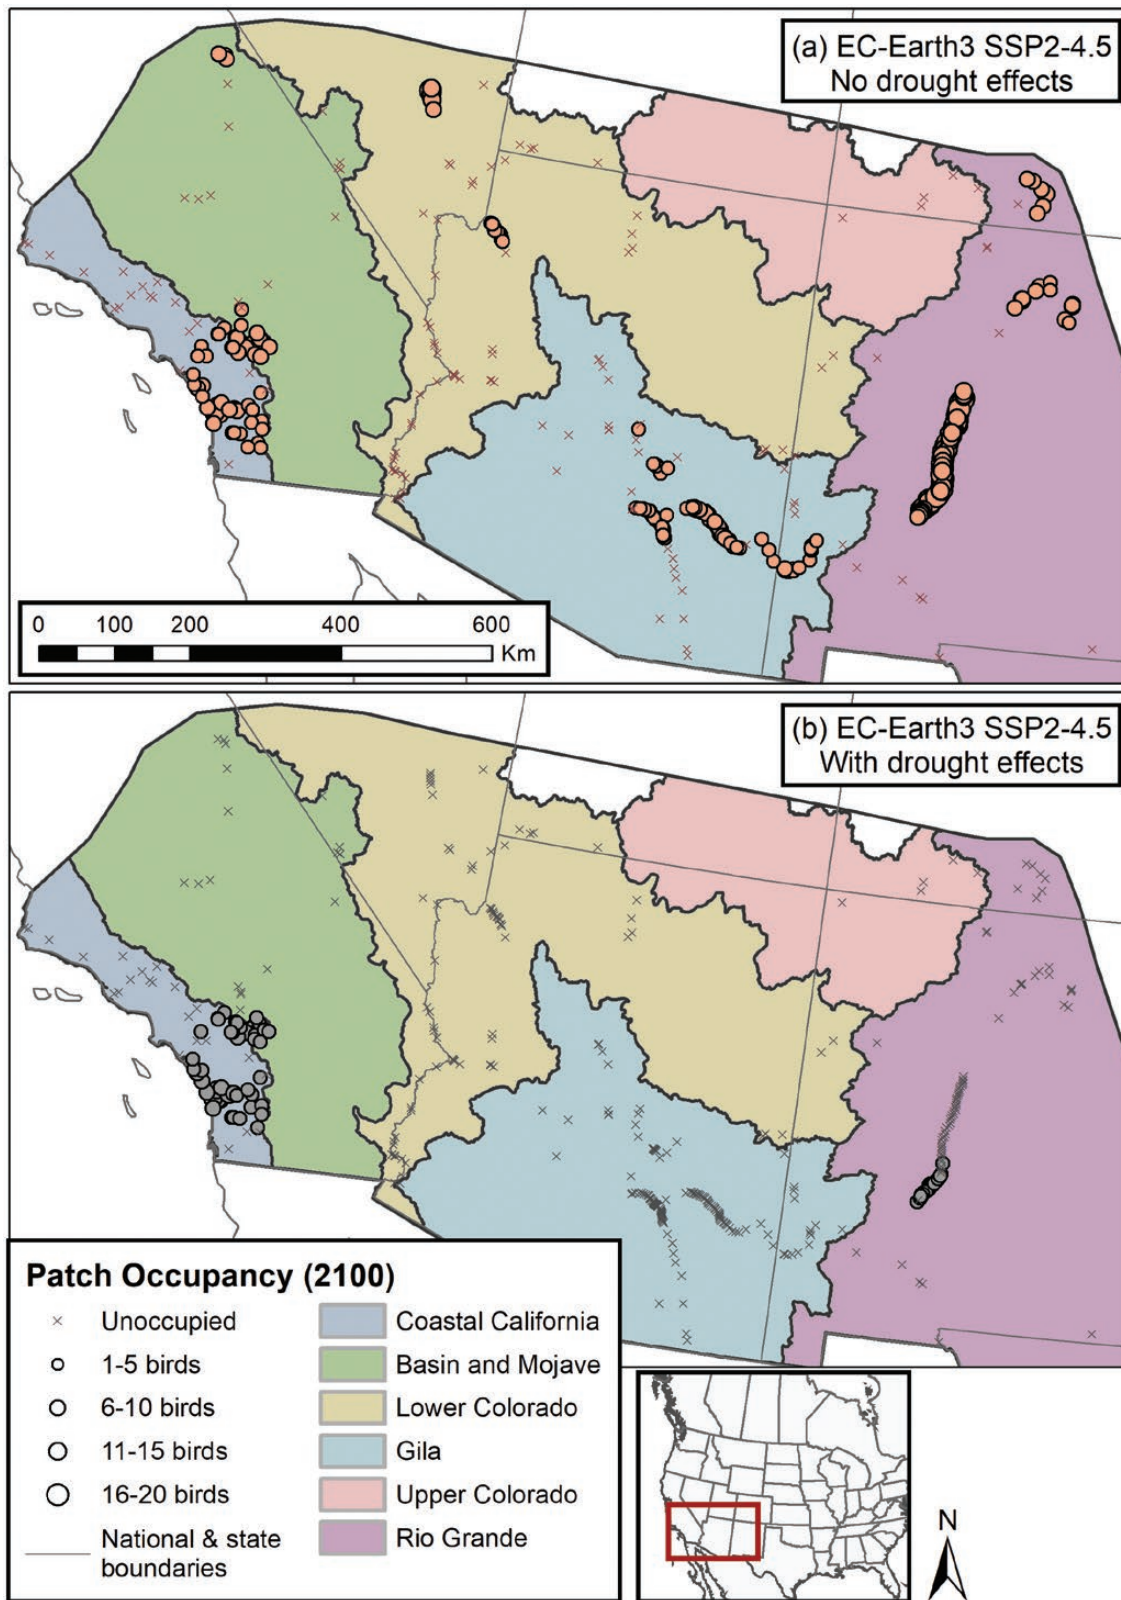 (a) EC-Earth3 SSP2-4.5
No drought effects
0 100 200 400 600
Km
(b) EC-Earth3 SSP2-4.5
With drought effects
Patch Occupancy (2100)
Unoccupied
1-5 birds
6-10 birds
11-15 birds
16-20 birds
National & state
boundaries
Coastal California
Basin and Mojave
Lower Colorado
Gila
Upper Colorado
Rio Grande
N